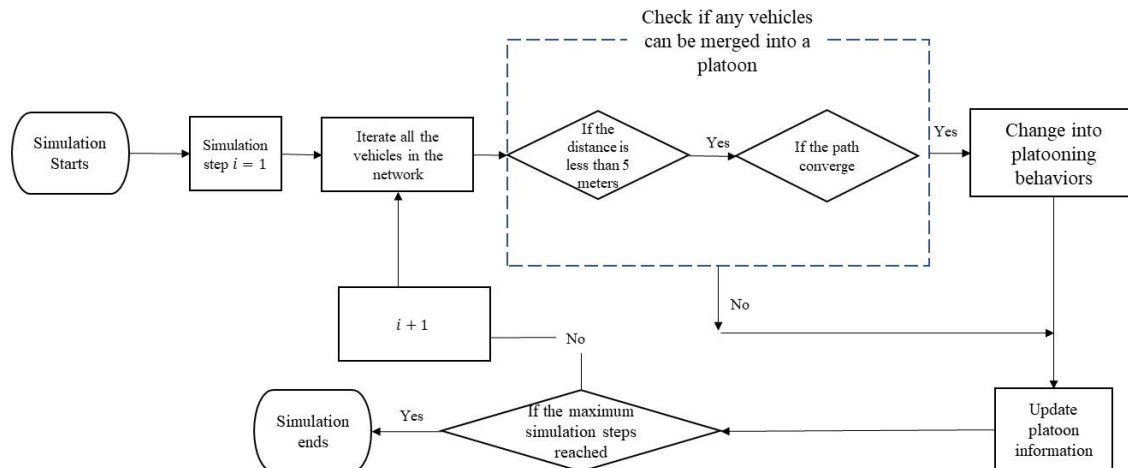 Check if any vehicles
can be merged into a
platoon
Simulation
Starts
Simulation
step i = 1
Iterate all the
vehicles in the
network
If the
distance is
less than 5
meters
Yes
If the path
converge
Yes
Change into
platooning
behaviors
No
i + 1
No
Simulation
ends
Yes
If the maximum
simulation steps
reached
Update
platoon
information